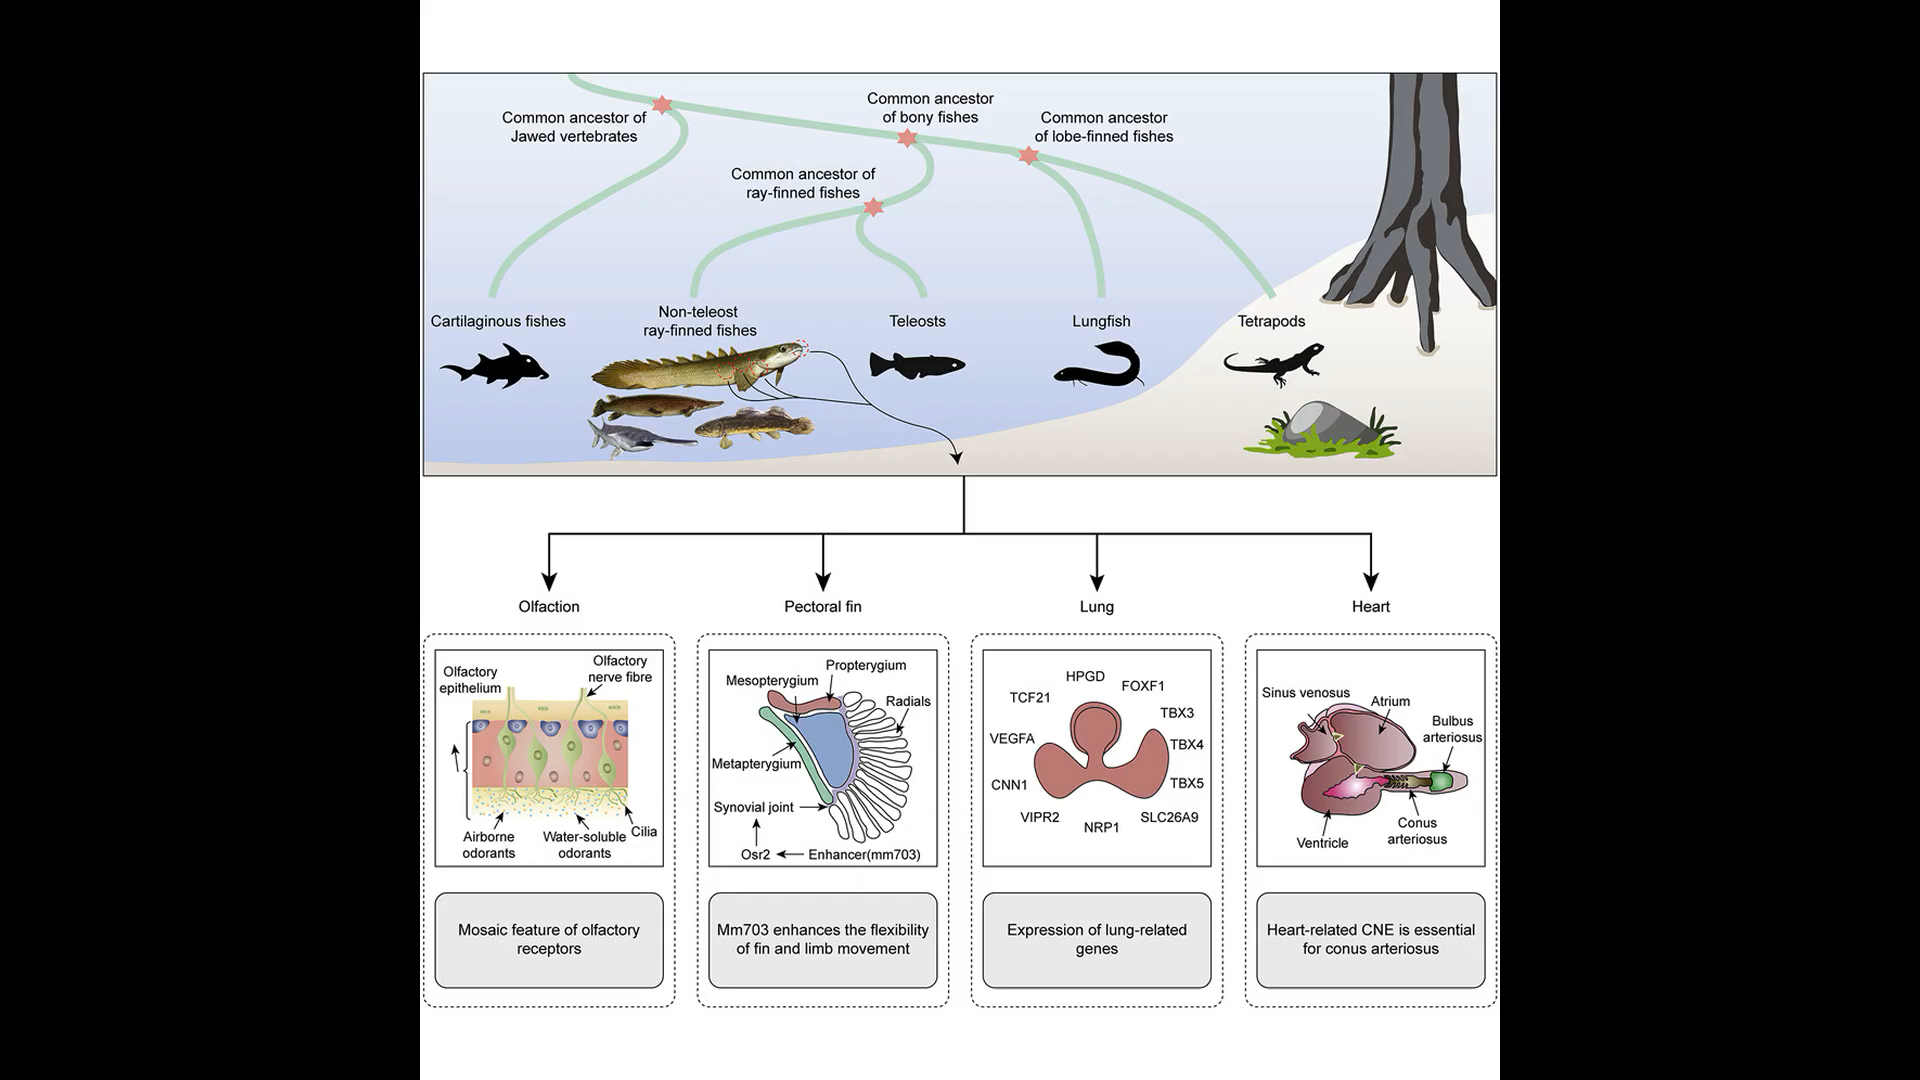 Common ancestor of
Jawed vertebrates
Common ancestor
of bony fishes
Common ancestor
of lobe-finned fishes
Common ancestor of
ray-finned fishes
Cartilaginous fishes
Non-teleost
ray-finned fishes
Teleosts
Lungfish
Tetrapods
Olfaction
Pectoral fin
Lung
Heart
Olfactory
epithelium
Olfactory
nerve fibre
Airborne
odorants
Water-soluble
odorants
Cilia
Mosaic feature of olfactory
receptors
Propterygium
Mesopterygium
Radials
Metapterygium
Synovial joint
Osr2
Enhancer(mm703)
Mm703 enhances the flexibility
of fin and limb movement
HPGD
TCF21
FOXF1
TBX3
VEGFA
TBX4
CNN1
TBX5
VIPR2
NRP1
SLC26A9
Expression of lung-related
genes
Sinus venosus
Atrium
Bulbus
arteriosus
Conus
arteriosus
Ventricle
Heart-related CNE is essential
for conus arteriosus